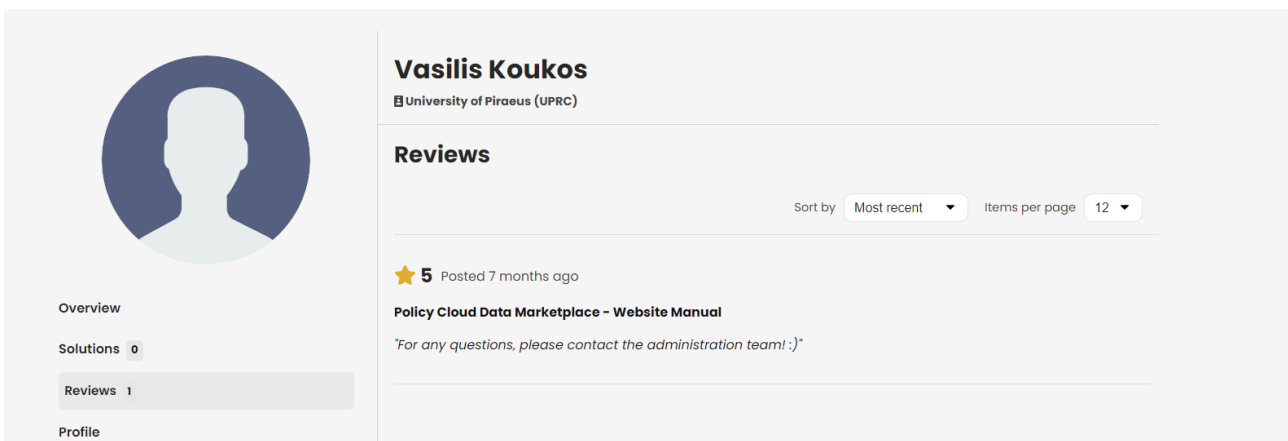 Vasilis Koukos
University of Piraeus (UPRC)
Reviews
Sort by Most recent Items per page 12
5 Posted 7 months ago
Policy Cloud Data Marketplace - Website Manual
"For any questions, please contact the administration team! :)"
Overview
Solutions 0
Reviews 1
Profile